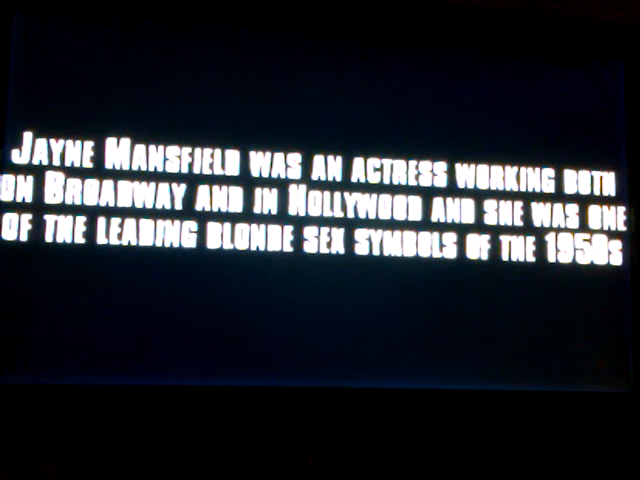 Jayne Mansfield was an actress working both
on Broadway and in Hollywood and she was one
of the leading blonde sex symbols of the 1950s